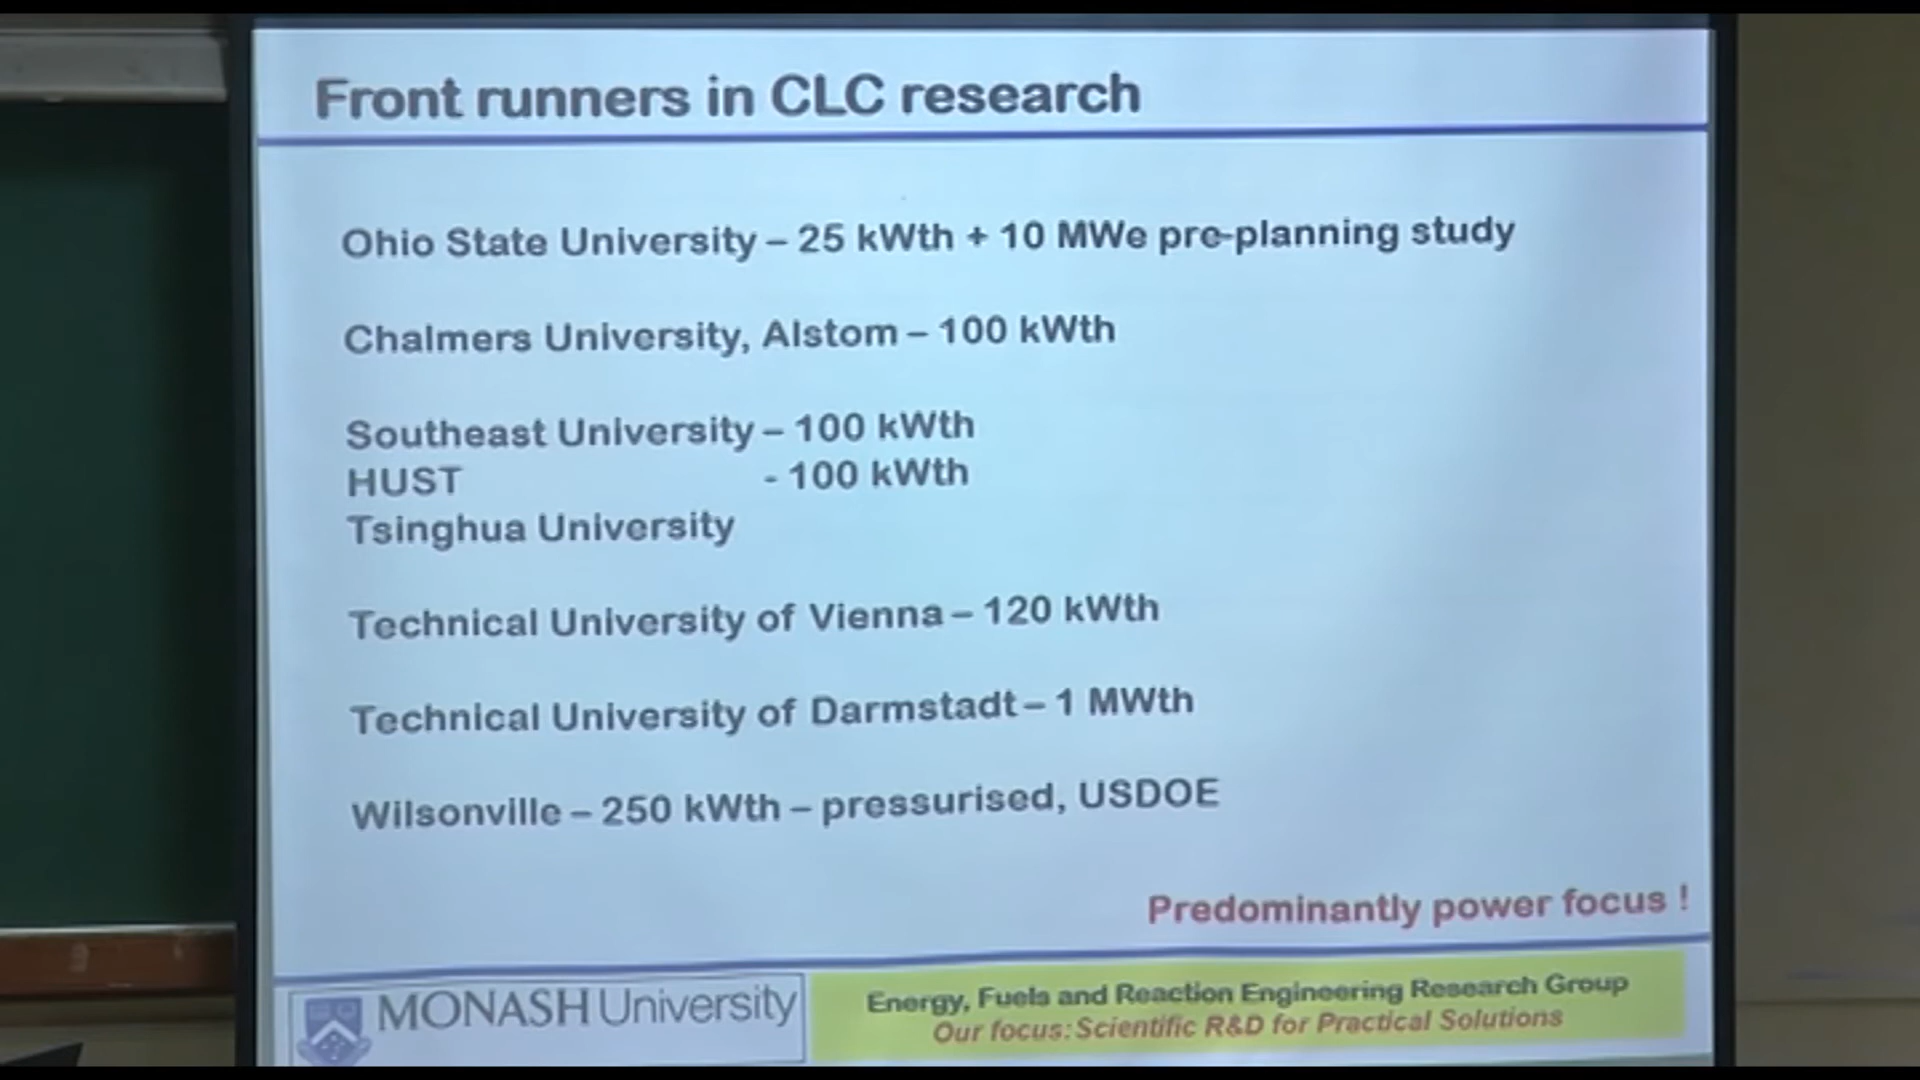 Front runners in CLC research
Ohio State University – 25 kWth + 10 MWe pre-planning study
Chalmers University, Alstom – 100 kWth
Southeast University – 100 kWth
HUST - 100 kWth
Tsinghua University
Technical University of Vienna – 120 kWth
Technical University of Darmstadt – 1 MWth
Wilsonville – 250 kWth – pressurised, USDOE
Predominantly power focus !
MONASH University
Energy, Fuels and Reaction Engineering Research Group
Our focus: Scientific R&D for Practical Solutions